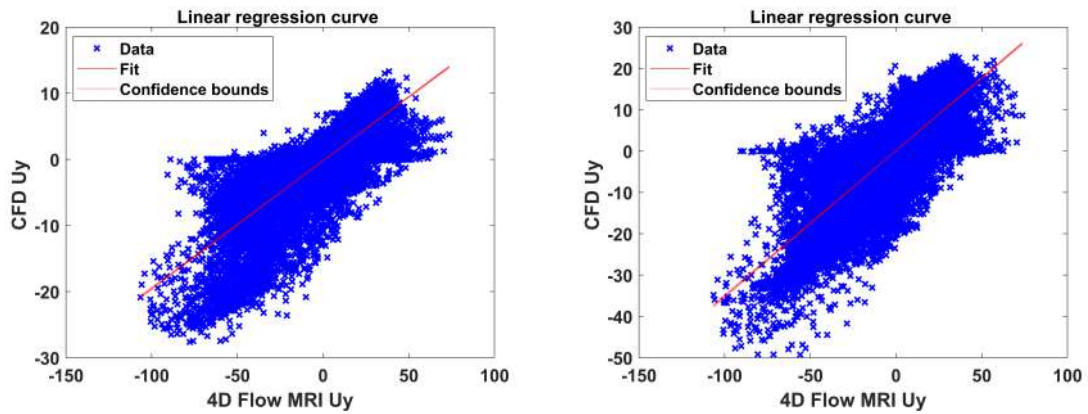 Linear regression curve
20
10
0
-10
-20
-30
CFD Uy
Data
Fit
Confidence bounds
-150 -100 -50 0 50 100
4D Flow MRI Uy
Linear regression curve
30
20
10
0
-10
-20
-30
-40
-50
CFD Uy
Data
Fit
Confidence bounds
-150 -100 -50 0 50 100
4D Flow MRI Uy